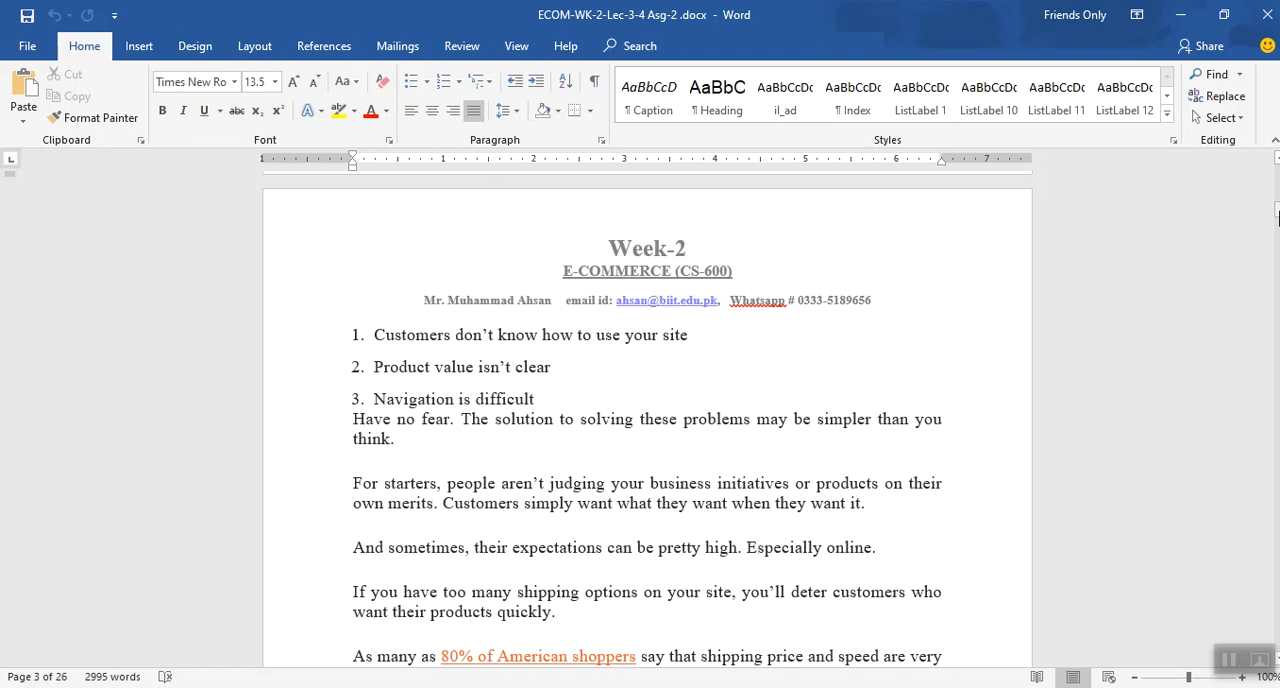 ECOM-WK-2-Lec-3-4 Asg-2 .docx - Word
Friends Only
File Home Insert Design Layout References Mailings Review View Help Search Share
Paste
Cut
Copy
Format Painter
Times New Ro 13.5
AaBbCcD AaBbC AaBbCcDc AaBbCcDc AaBbCcDc AaBbCcDc AaBbCcDc AaBbCcDc
¶ Caption ¶ Heading il_ad ¶ Index ListLabel 1 ListLabel 10 ListLabel 11 ListLabel 12
Find
Replace
Select
Clipboard Font Paragraph Styles Editing
1 1 2 3 4 5 6 7
Week-2
E-COMMERCE (CS-600)
Mr. Muhammad Ahsan email id: ahsan@biit.edu.pk, Whatsapp # 0333-5189656
1. Customers don’t know how to use your site
2. Product value isn’t clear
3. Navigation is difficult
Have no fear. The solution to solving these problems may be simpler than you
think.
For starters, people aren’t judging your business initiatives or products on their
own merits. Customers simply want what they want when they want it.
And sometimes, their expectations can be pretty high. Especially online.
If you have too many shipping options on your site, you’ll deter customers who
want their products quickly.
As many as 80% of American shoppers say that shipping price and speed are very
Page 3 of 26 2995 words 100%